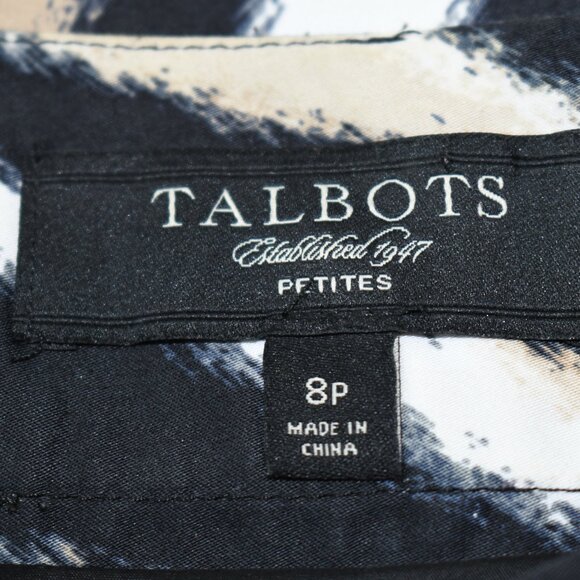 TALBOTS
Established 1947
PETITES
8P
MADE IN
CHINA